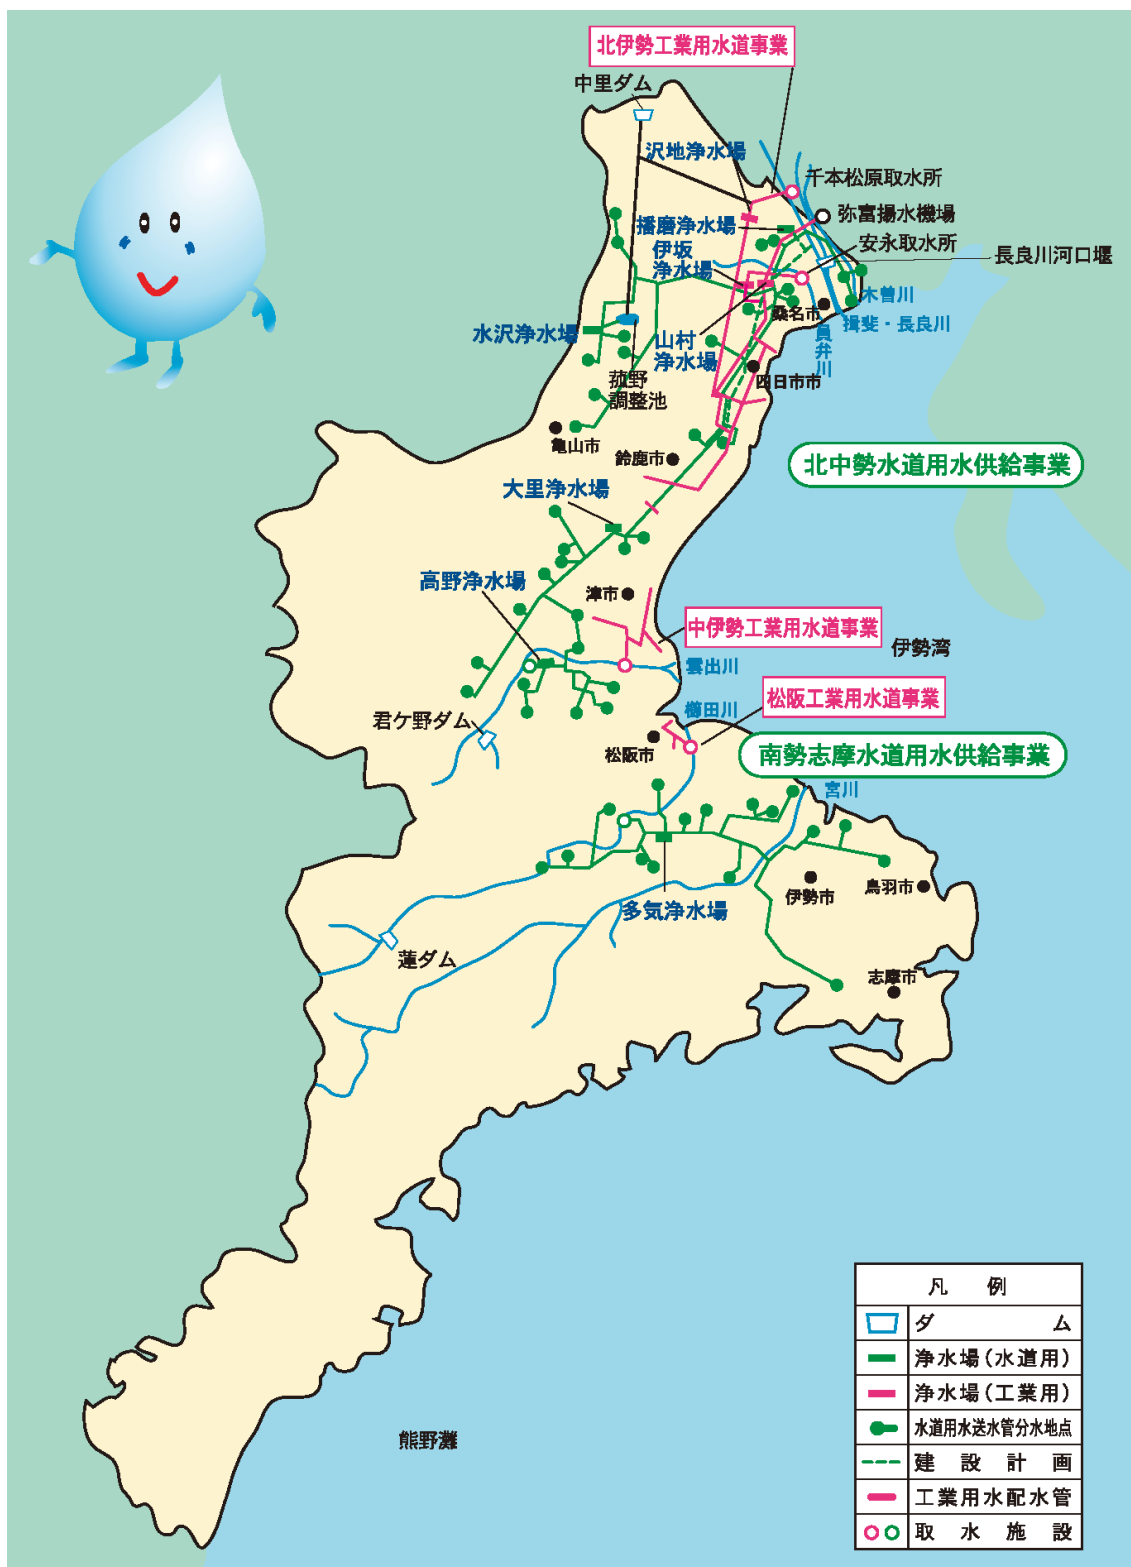 北伊勢工業用水道事業
中里ダム
沢地浄水場
千本松原取水所
播磨浄水場
弥富揚水機場
伊坂
浄水場
安永取水所
長良川河口堰
木曽川
桑名市
揖斐・長良川
員弁川
水沢浄水場
山村
浄水場
菰野
調整池
四日市市
亀山市
鈴鹿市
北中勢水道用水供給事業
大里浄水場
高野浄水場
津市
中伊勢工業用水道事業
伊勢湾
雲出川
松阪工業用水道事業
櫛田川
君ケ野ダム
松阪市
南勢志摩水道用水供給事業
宮川
伊勢市
鳥羽市
多気浄水場
蓮ダム
志摩市
熊野灘
凡 例
ダ ム
浄水場(水道用)
浄水場(工業用)
水道用水送水管分水地点
建設計画
工業用水配水管
取水施設